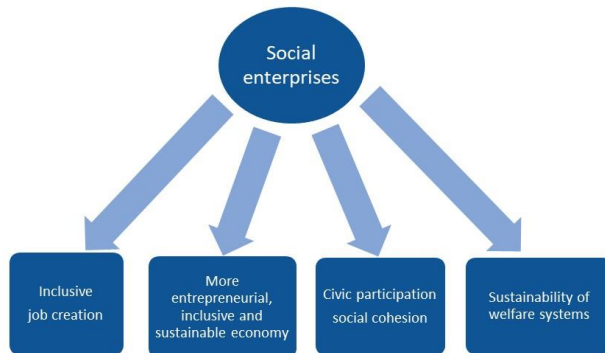 Social
enterprises
Inclusive
job creation
More
entrepreneurial,
inclusive and
sustainable economy
Civic participation
social cohesion
Sustainability of
welfare systems